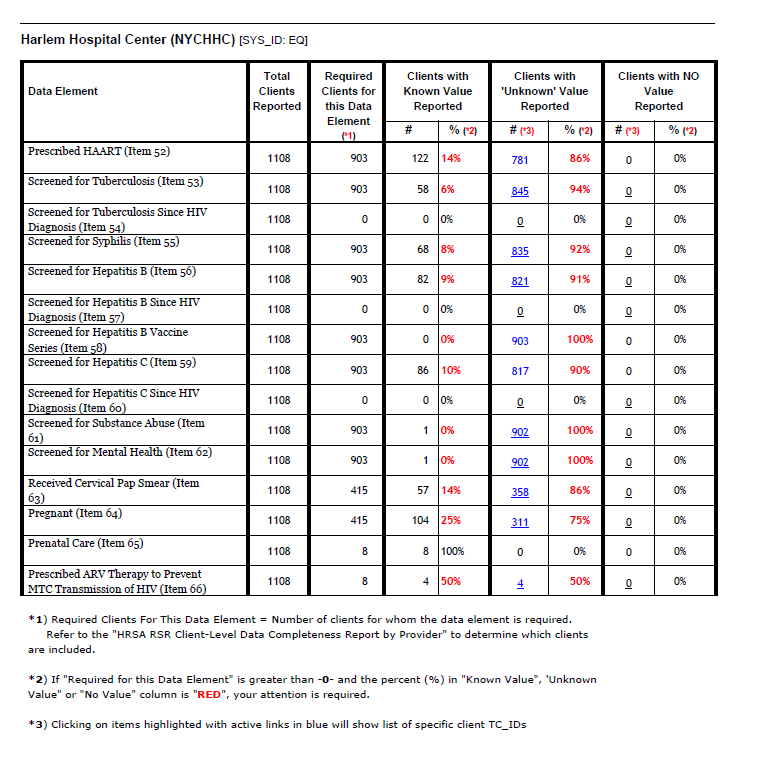 Harlem Hospital Center (NYCHHC) [SYS_ID: EQ]
Data Element
Total Clients Reported
Required Clients for this Data Element (*1)
Clients with Known Value Reported
Clients with 'Unknown' Value Reported
Clients with NO Value Reported
# % (*2) # (*3) % (*2) # (*3) % (*2)
Prescribed HAART (Item 52) 1108 903 122 14% 781 86% 0 0%
Screened for Tuberculosis (Item 53) 1108 903 58 6% 845 94% 0 0%
Screened for Tuberculosis Since HIV
Diagnosis (Item 54) 1108 0 0 0% 0 0% 0 0%
Screened for Syphilis (Item 55) 1108 903 68 8% 835 92% 0 0%
Screened for Hepatitis B (Item 56) 1108 903 82 9% 821 91% 0 0%
Screened for Hepatitis B Since HIV
Diagnosis (Item 57) 1108 0 0 0% 0 0% 0 0%
Screened for Hepatitis B Vaccine
Series (Item 58) 1108 903 0 0% 903 100% 0 0%
Screened for Hepatitis C (Item 59) 1108 903 86 10% 817 90% 0 0%
Screened for Hepatitis C Since HIV
Diagnosis (Item 60) 1108 0 0 0% 0 0% 0 0%
Screened for Substance Abuse (Item
61) 1108 903 1 0% 902 100% 0 0%
Screened for Mental Health (Item 62) 1108 903 1 0% 902 100% 0 0%
Received Cervical Pap Smear (Item
63) 1108 415 57 14% 358 86% 0 0%
Pregnant (Item 64) 1108 415 104 25% 311 75% 0 0%
Prenatal Care (Item 65) 1108 8 8 100% 0 0% 0 0%
Prescribed ARV Therapy to Prevent
MTC Transmission of HIV (Item 66) 1108 8 4 50% 4 50% 0 0%
*1) Required Clients For This Data Element = Number of clients for whom the data element is required.
Refer to the "HRSA RSR Client-Level Data Completeness Report by Provider" to determine which clients
are included.
*2) If "Required for this Data Element" is greater than -0- and the percent (%) in "Known Value", 'Unknown
Value" or "No Value" column is "RED", your attention is required.
*3) Clicking on items highlighted with active links in blue will show list of specific client TC_IDs